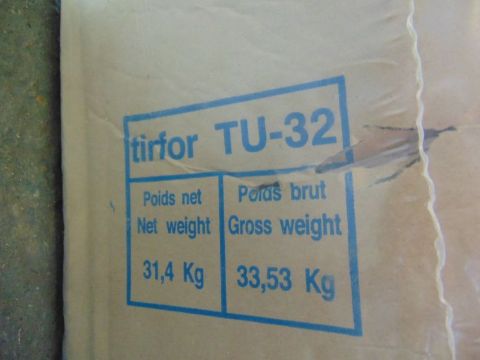 tirfor TU-32
Poids net
Net weight
31,4 Kg
Poids brut
Gross weight
33,53 Kg